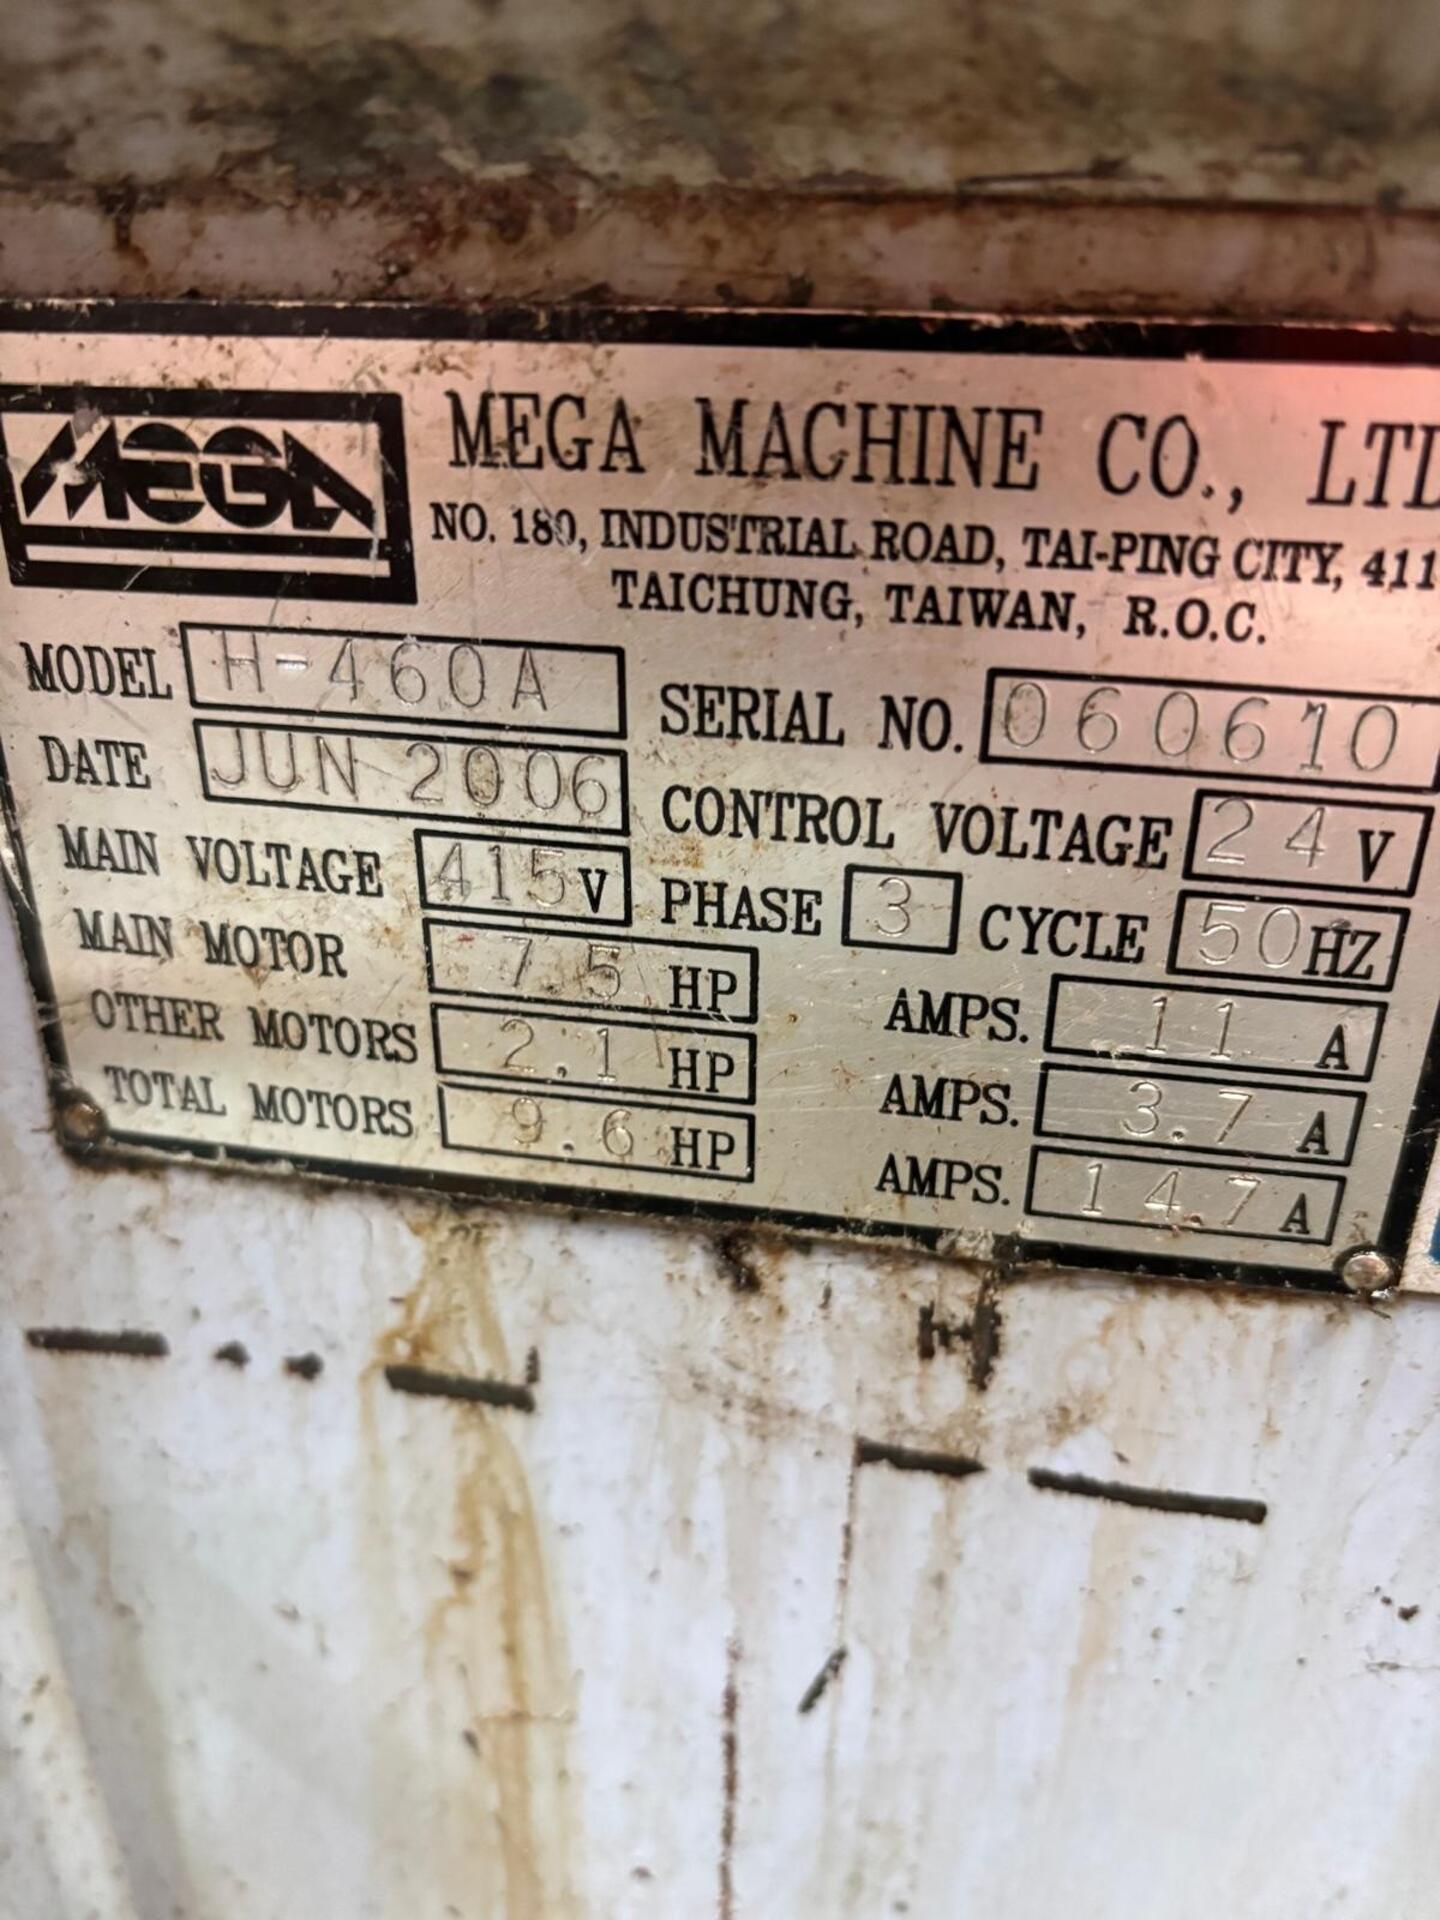 MEGA
MEGA MACHINE CO., LTD
NO. 180, INDUSTRIAL ROAD, TAI-PING CITY, 411
TAICHUNG, TAIWAN, R.O.C.
MODEL H-460A SERIAL NO. 060610
DATE JUN 2006 CONTROL VOLTAGE 24 V
MAIN VOLTAGE 415 V PHASE 3 CYCLE 50 HZ
MAIN MOTOR 7.5 HP AMPS. 11 A
OTHER MOTORS 2.1 HP AMPS. 3.7 A
TOTAL MOTORS 9.6 HP AMPS. 14.7 A